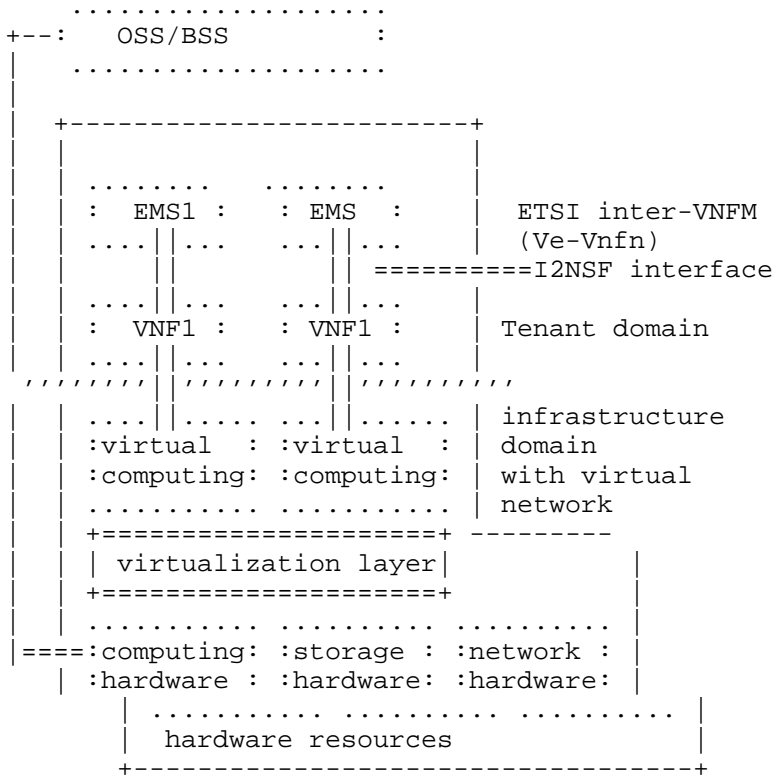 OSS/BSS
EMS1 EMS ETSI inter-VNFM
(Ve-Vnfn)
I2NSF interface
VNF1 VNF1 Tenant domain
infrastructure
virtual virtual domain
computing computing with virtual
network
virtualization layer
computing storage network
hardware hardware hardware
hardware resources